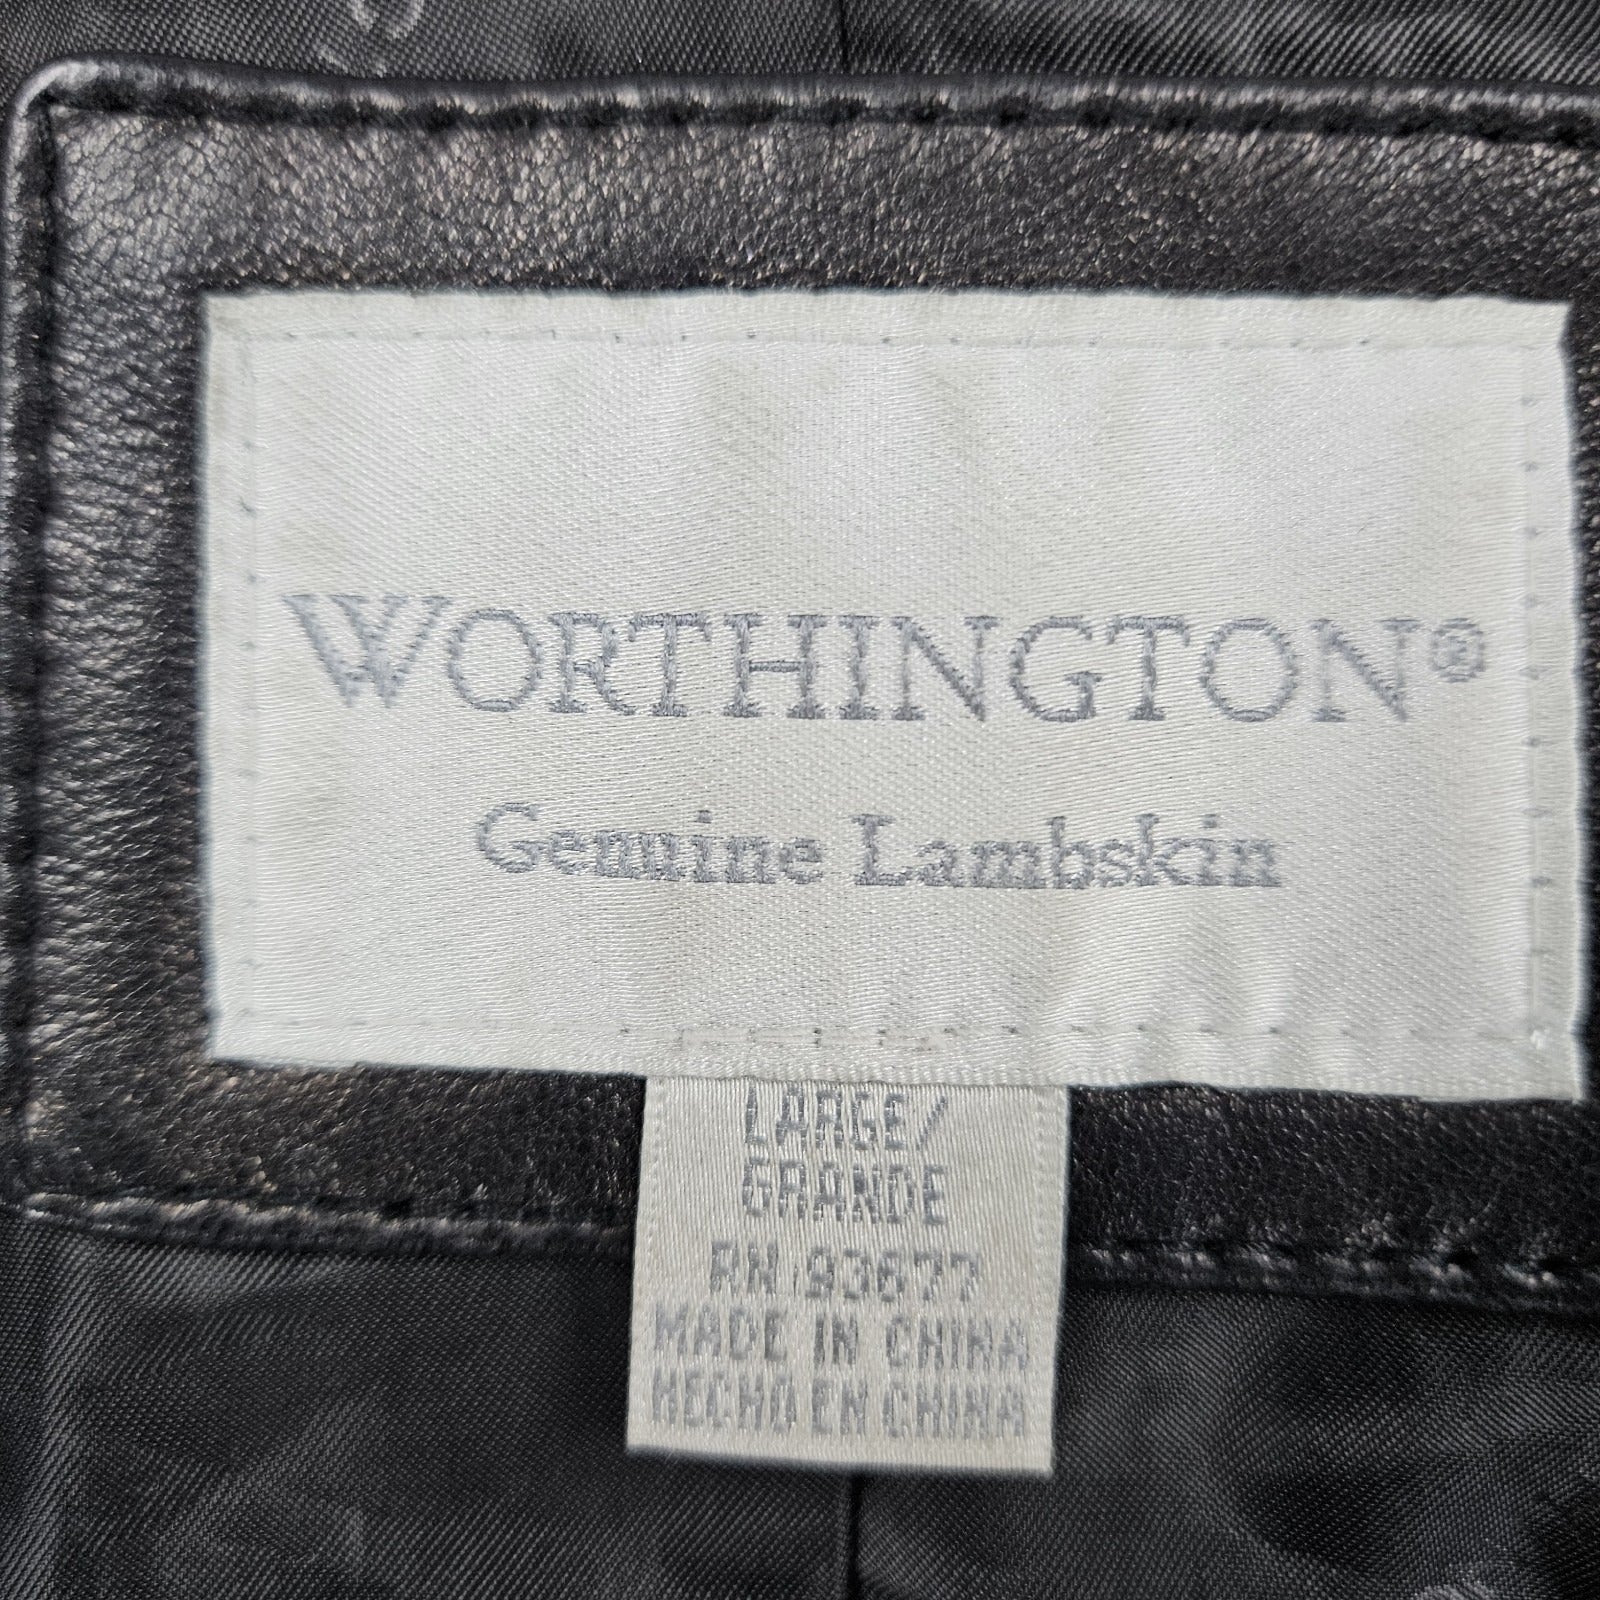 WORTHINGTON®
Genuine Lambskin
LARGE/
GRANDE
RN 93677
MADE IN CHINA
HECHO EN CHINA